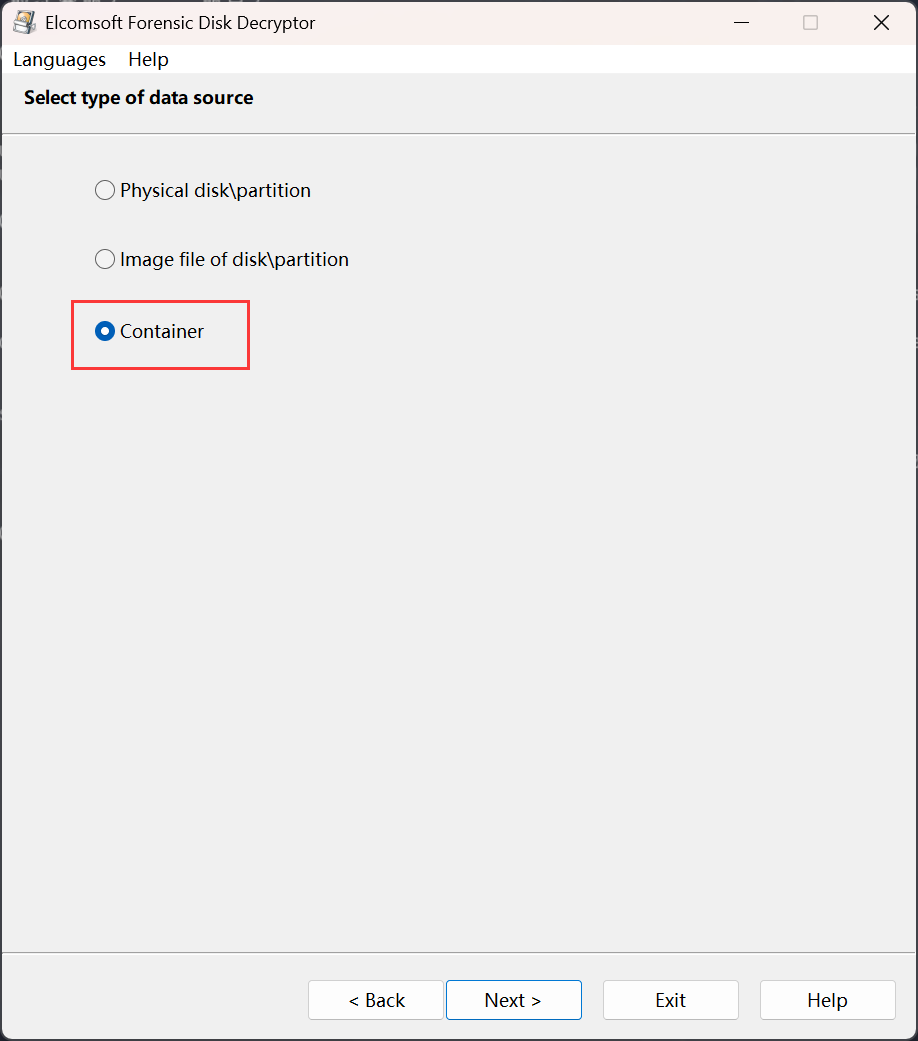 Elcomsoft Forensic Disk Decryptor
Languages Help
Select type of data source
Physical disk\partition
Image file of disk\partition
Container
< Back Next > Exit Help